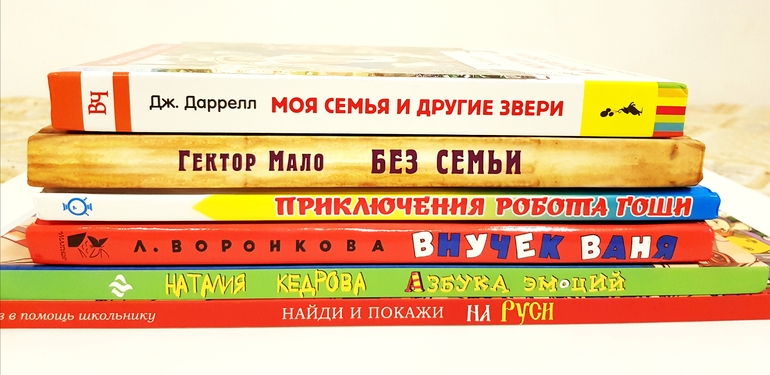 ВЧ Дж. Даррелл МОЯ СЕМЬЯ И ДРУГИЕ ЗВЕРИ
Гектор Мало БЕЗ СЕМЬИ
ПРИКЛЮЧЕНИЯ РОБОТА ГОШИ
Л. ВОРОНКОВА ВНУЧЕК ВАНЯ
НАТАЛИЯ КЕДРОВА АЗБУКА ЭМОЦИЙ
в помощь школьнику НАЙДИ И ПОКАЖИ НА РУСИ